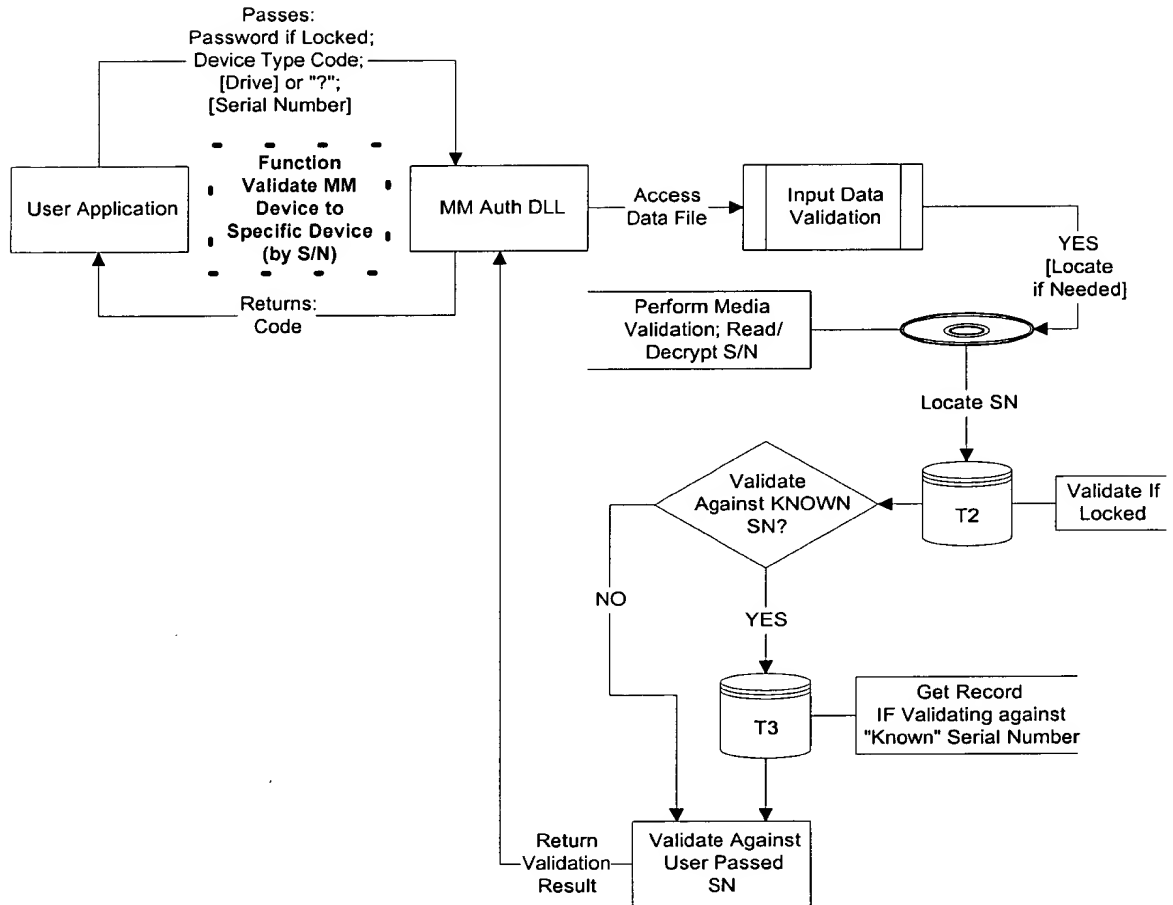 Passes:
Password if Locked;
Device Type Code;
[Drive] or "?";
[Serial Number]
User Application
Function
Validate MM
Device to
Specific Device
(by S/N)
MM Auth DLL
Access
Data File
Input Data
Validation
YES
[Locate
if Needed]
Returns:
Code
Perform Media
Validation; Read/
Decrypt S/N
Locate SN
Validate
Against KNOWN
SN?
T2
Validate If
Locked
NO
YES
T3
Get Record
IF Validating against
"Known" Serial Number
Return
Validation
Result
Validate Against
User Passed
SN